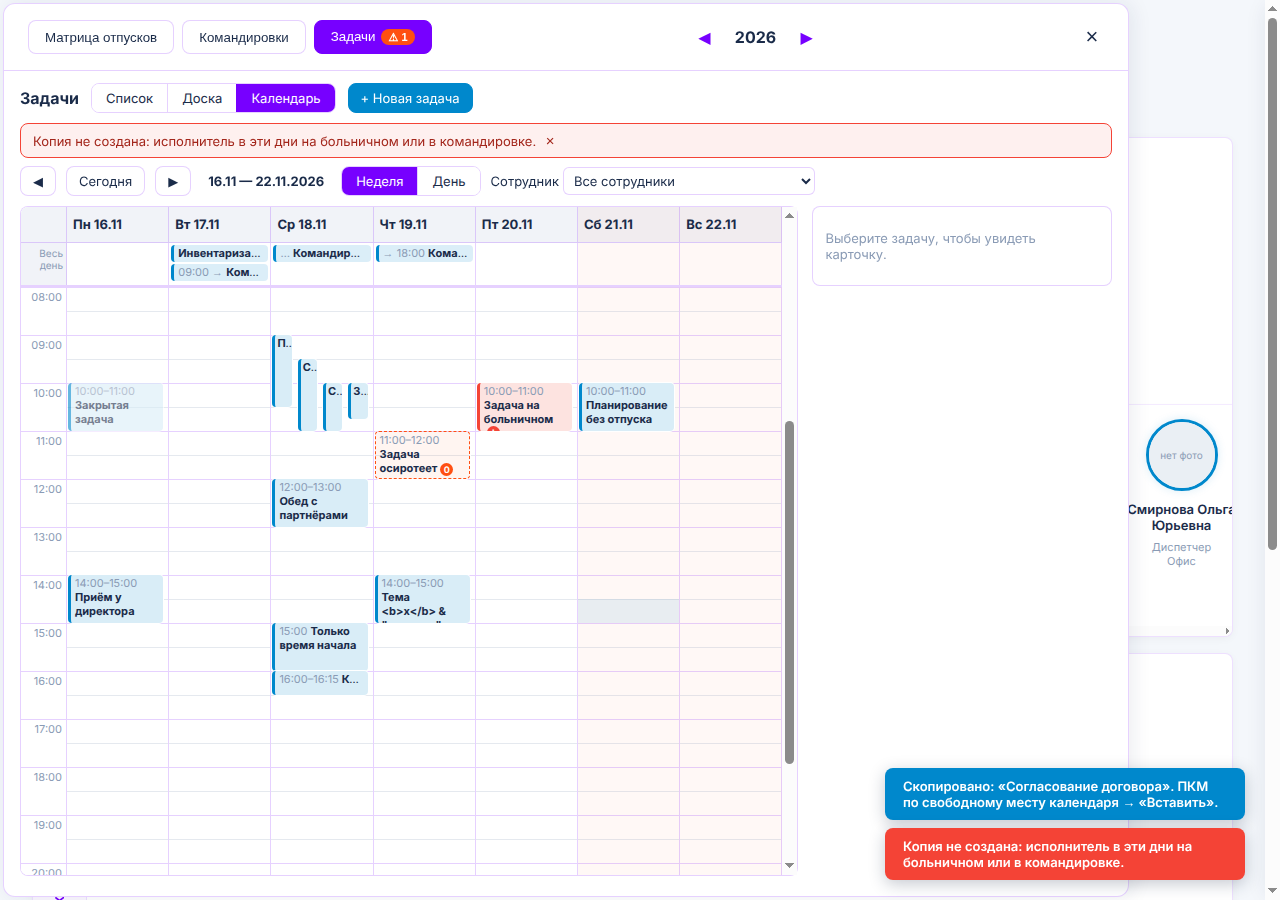 Матрица отпусков
Командировки
Задачи ⚠ 1
◀ 2026 ▶
×
Задачи
Список
Доска
Календарь
+ Новая задача
Копия не создана: исполнитель в эти дни на больничном или в командировке. ×
◀
Сегодня
▶
16.11 — 22.11.2026
Неделя
День
Сотрудник
Все сотрудники
Пн 16.11
Вт 17.11
Ср 18.11
Чт 19.11
Пт 20.11
Сб 21.11
Вс 22.11
Весь
день
Инвентариза...
09:00 → Ком...
... Командир...
→ 18:00 Кома...
Выберите задачу, чтобы увидеть
карточку.
08:00
09:00
10:00
11:00
12:00
13:00
14:00
15:00
16:00
17:00
18:00
19:00
20:00
10:00–11:00
Закрытая
задача
14:00–15:00
Приём у
директора
П...
С...
С...
З...
12:00–13:00
Обед с
партнёрами
15:00 Только
время начала
16:00–16:15 К...
11:00–12:00
Задача
осиротеет 0
14:00–15:00
Тема
<b>x</b> &
10:00–11:00
Задача на
больничном
10:00–11:00
Планирование
без отпуска
нет фото
Смирнова Ольга
Юрьевна
Диспетчер
Офис
Скопировано: «Согласование договора». ПКМ
по свободному месту календаря → «Вставить».
Копия не создана: исполнитель в эти дни на
больничном или в командировке.